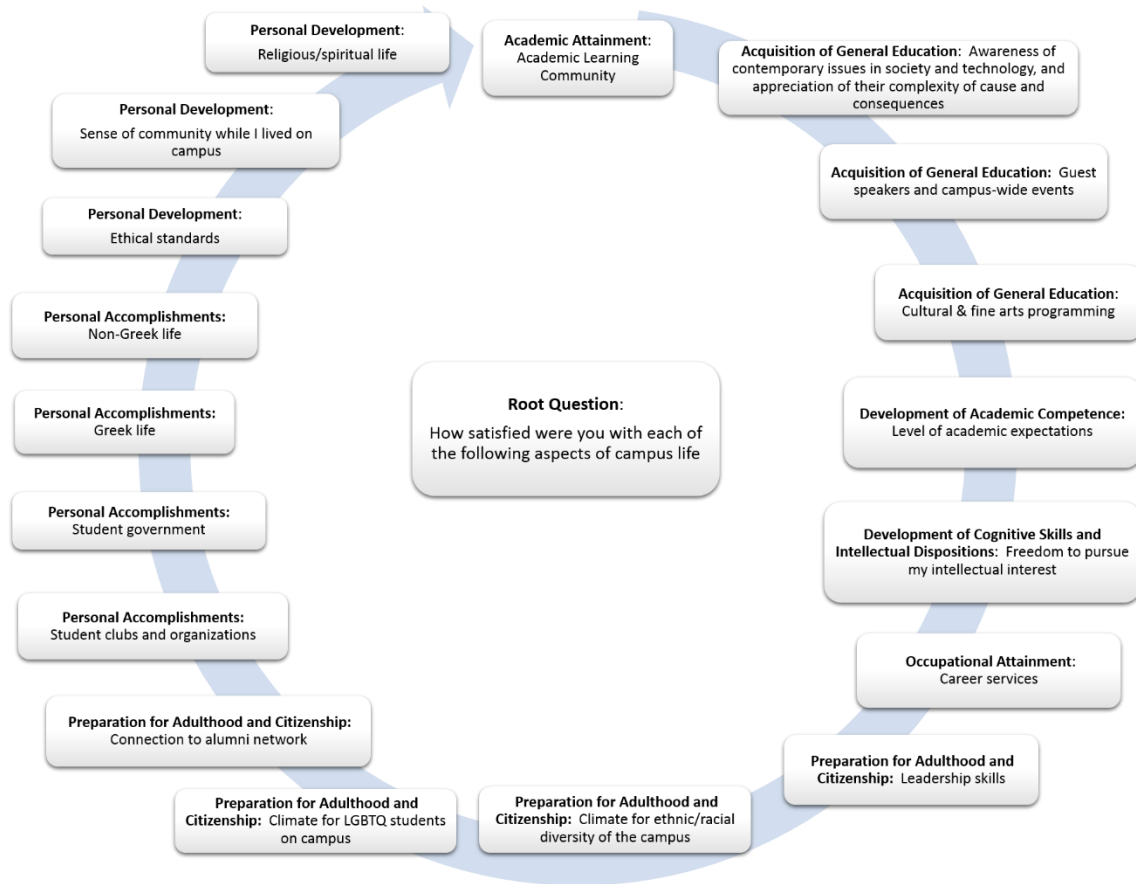 Academic Attainment:
Academic Learning
Community
Acquisition of General Education:  Awareness of
contemporary issues in society and technology, and
appreciation of their complexity of cause and
consequences
Acquisition of General Education:  Guest
speakers and campus-wide events
Acquisition of General Education:
Cultural & fine arts programming
Development of Academic Competence:
Level of academic expectations
Development of Cognitive Skills and
Intellectual Dispositions:  Freedom to pursue
my intellectual interest
Occupational Attainment:
Career services
Preparation for Adulthood and
Citizenship:  Leadership skills
Preparation for Adulthood and
Citizenship:  Climate for ethnic/racial
diversity of the campus
Preparation for Adulthood and
Citizenship:  Climate for LGBTQ students
on campus
Preparation for Adulthood and Citizenship:
Connection to alumni network
Personal Accomplishments:
Student clubs and organizations
Personal Accomplishments:
Student government
Personal Accomplishments:
Greek life
Personal Accomplishments:
Non-Greek life
Personal Development:
Ethical standards
Personal Development:
Sense of community while I lived on
campus
Personal Development:
Religious/spiritual life
Root Question:
How satisfied were you with each of
the following aspects of campus life